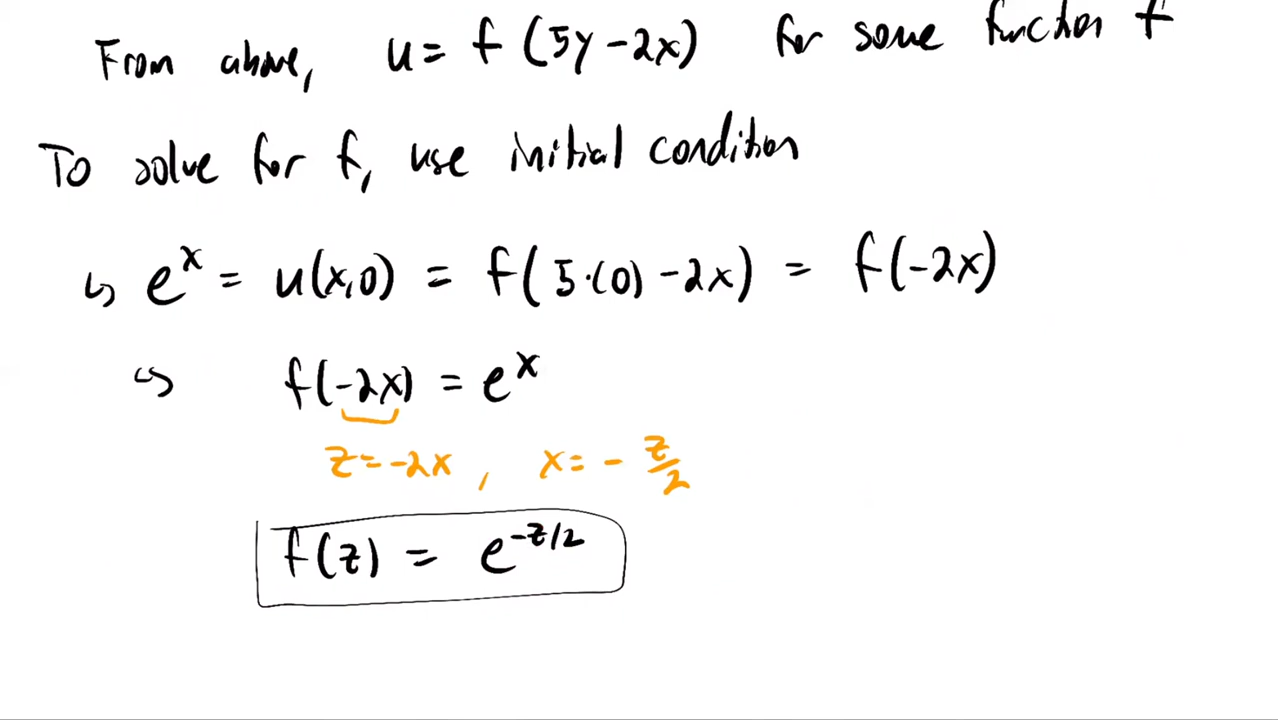 From above, u = f (5y - 2x) for some function f
To solve for f, use initial condition
↳ e^x = u(x,0) = f( 5·(0) - 2x) = f(-2x)
↳ f(-2x) = e^x
z = -2x , x = - z/2
f(z) = e^{-z/2}